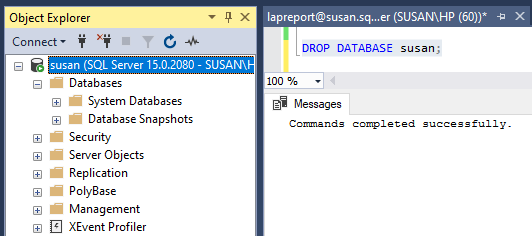 Object Explorer
Connect
susan (SQL Server 15.0.2080 - SUSAN\H
Databases
System Databases
Database Snapshots
Security
Server Objects
Replication
PolyBase
Management
XEvent Profiler
lapreport@susan.sq...er (SUSAN\HP (60))*
DROP DATABASE susan;
100 %
Messages
Commands completed successfully.